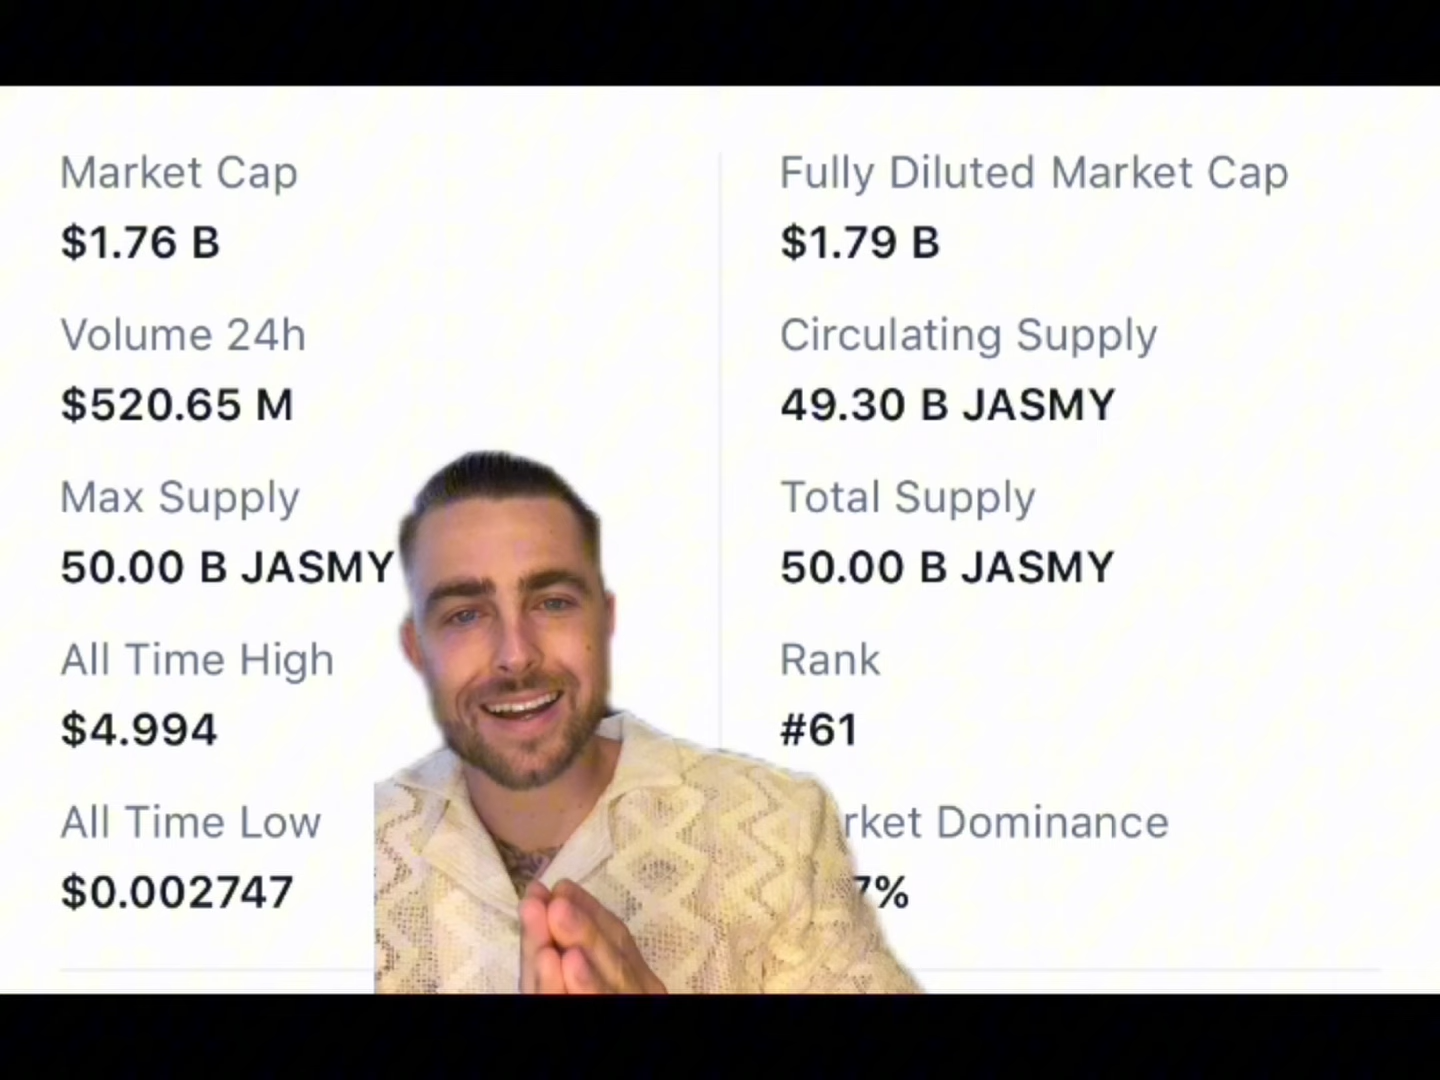 Market Cap
$1.76 B
Fully Diluted Market Cap
$1.79 B
Volume 24h
$520.65 M
Circulating Supply
49.30 B JASMY
Max Supply
50.00 B JASMY
Total Supply
50.00 B JASMY
All Time High
$4.994
Rank
#61
All Time Low
$0.002747
Dominance